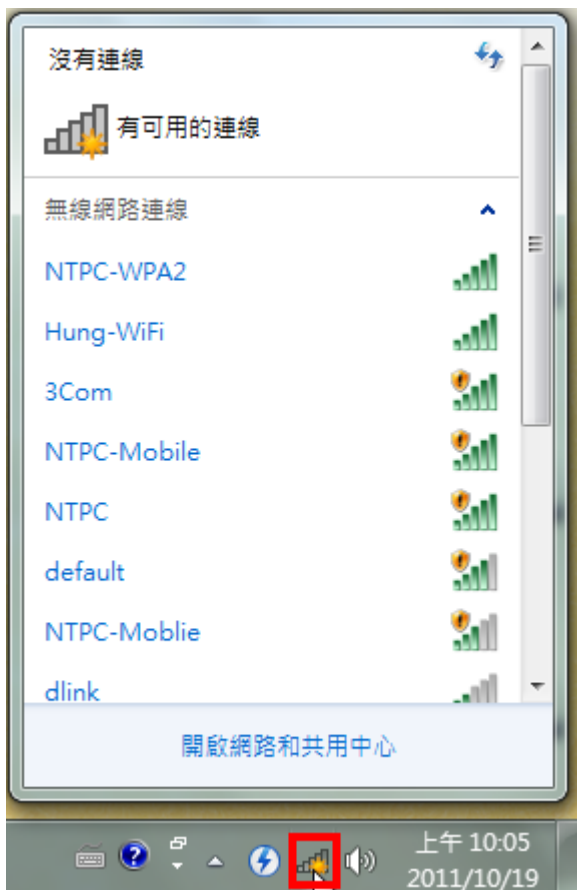 沒有連線
有可用的連線
無線網路連線
NTPC-WPA2
Hung-WiFi
3Com
NTPC-Mobile
NTPC
default
NTPC-Moblie
dlink
開啟網路和共用中心
上午 10:05
2011/10/19